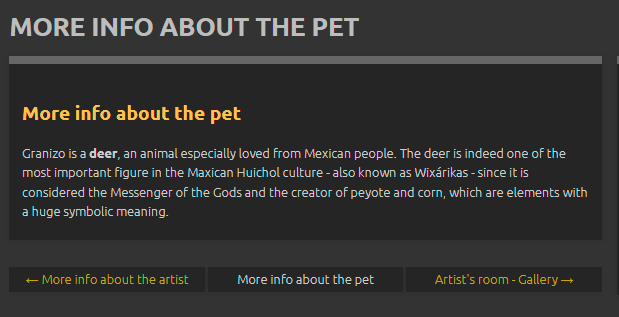 MORE INFO ABOUT THE PET
More info about the pet
Granizo is a deer, an animal especially loved from Mexican people. The deer is indeed one of the
most important figure in the Maxican Huichol culture - also known as Wixárikas - since it is
considered the Messenger of the Gods and the creator of peyote and corn, which are elements with
a huge symbolic meaning.
← More info about the artist More info about the pet Artist's room - Gallery →